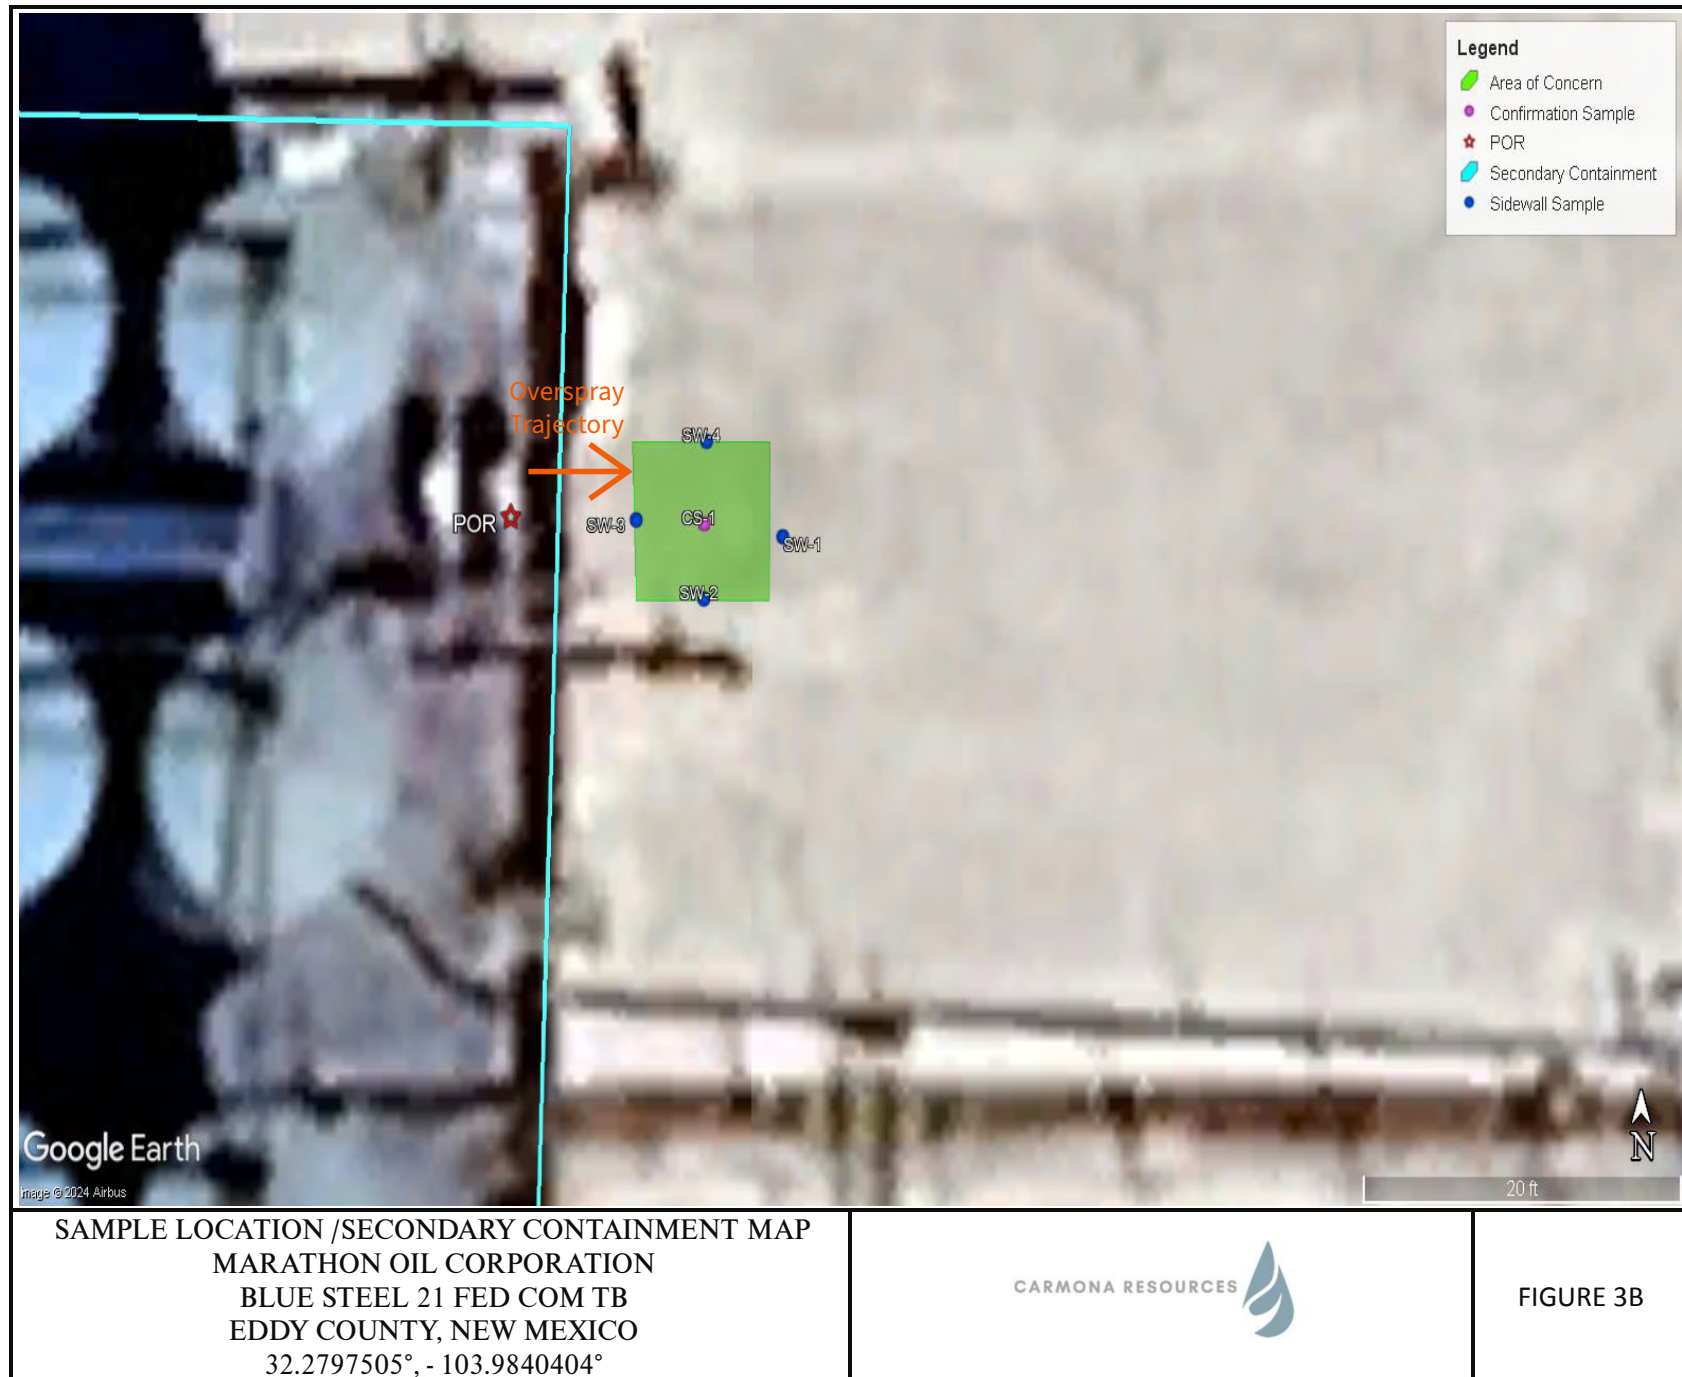 Legend
Area of Concern
Confirmation Sample
POR
Secondary Containment
Sidewall Sample
Overspray
Trajectory
SW-4
POR
SW-3
CS-1
SW-1
SW-2
N
Google Earth
Image © 2024 Airbus
20 ft
SAMPLE LOCATION /SECONDARY CONTAINMENT MAP
MARATHON OIL CORPORATION
BLUE STEEL 21 FED COM TB
EDDY COUNTY, NEW MEXICO
32.2797505°, - 103.9840404°
CARMONA RESOURCES
FIGURE 3B